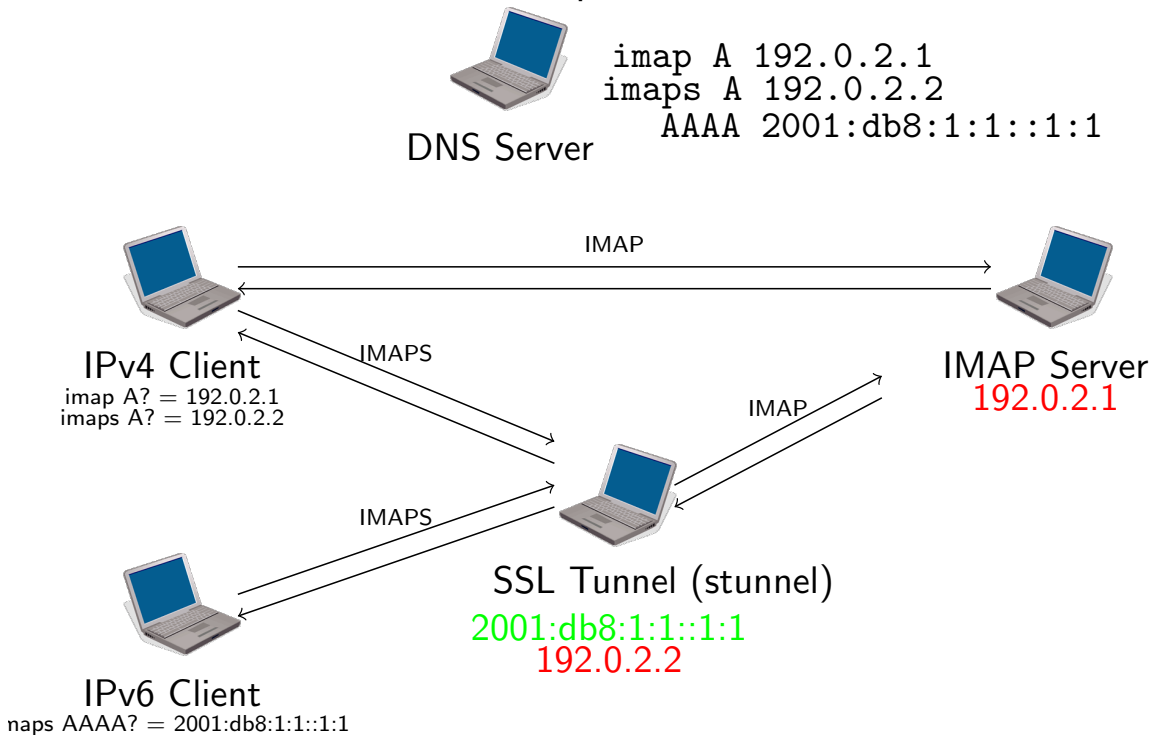 imap A 192.0.2.1
imaps A 192.0.2.2
AAAA 2001:db8:1:1::1:1
DNS Server
IMAP
IPv4 Client
imap A? = 192.0.2.1
imaps A? = 192.0.2.2
IMAPS
IMAP Server
192.0.2.1
IMAP
IMAPS
SSL Tunnel (stunnel)
2001:db8:1:1::1:1
192.0.2.2
IPv6 Client
maps AAAA? = 2001:db8:1:1::1:1